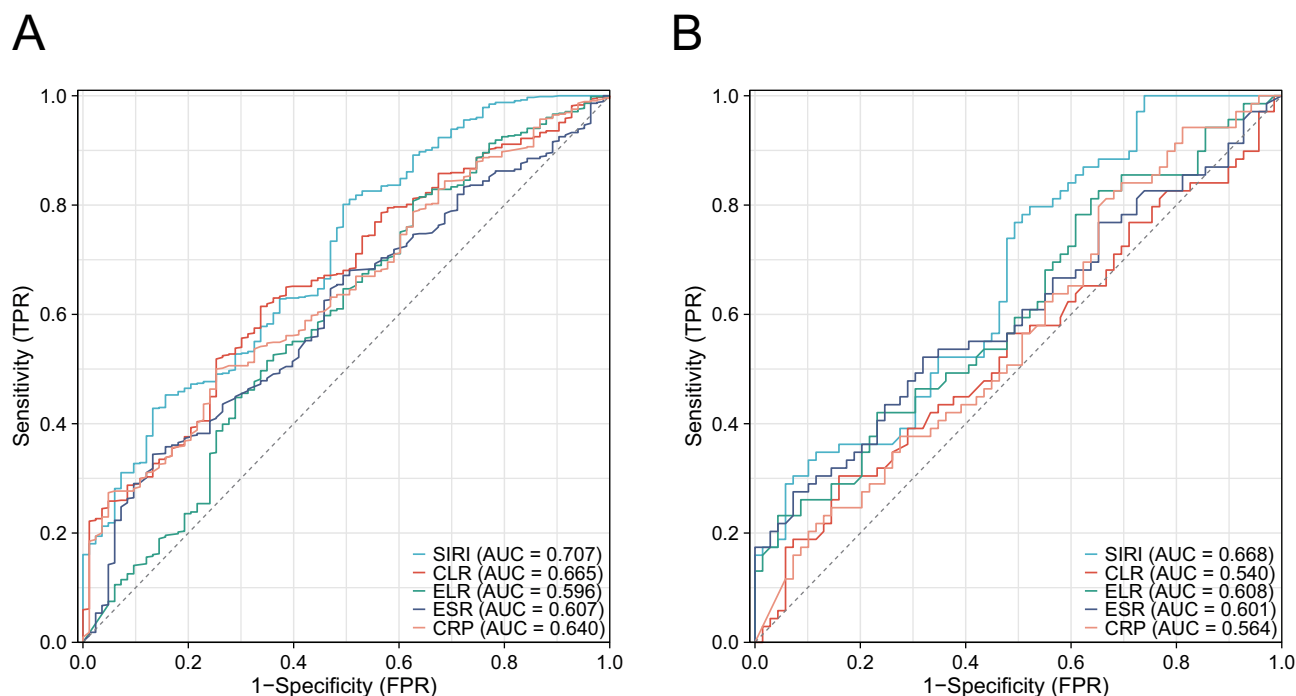 A
1.0
0.8
0.6
0.4
0.2
0.0
Sensitivity (TPR)
SIRI (AUC = 0.707)
CLR (AUC = 0.665)
ELR (AUC = 0.596)
ESR (AUC = 0.607)
CRP (AUC = 0.640)
0.0 0.2 0.4 0.6 0.8 1.0
1-Specificity (FPR)
B
1.0
0.8
0.6
0.4
0.2
0.0
Sensitivity (TPR)
SIRI (AUC = 0.668)
CLR (AUC = 0.540)
ELR (AUC = 0.608)
ESR (AUC = 0.601)
CRP (AUC = 0.564)
0.0 0.2 0.4 0.6 0.8 1.0
1-Specificity (FPR)